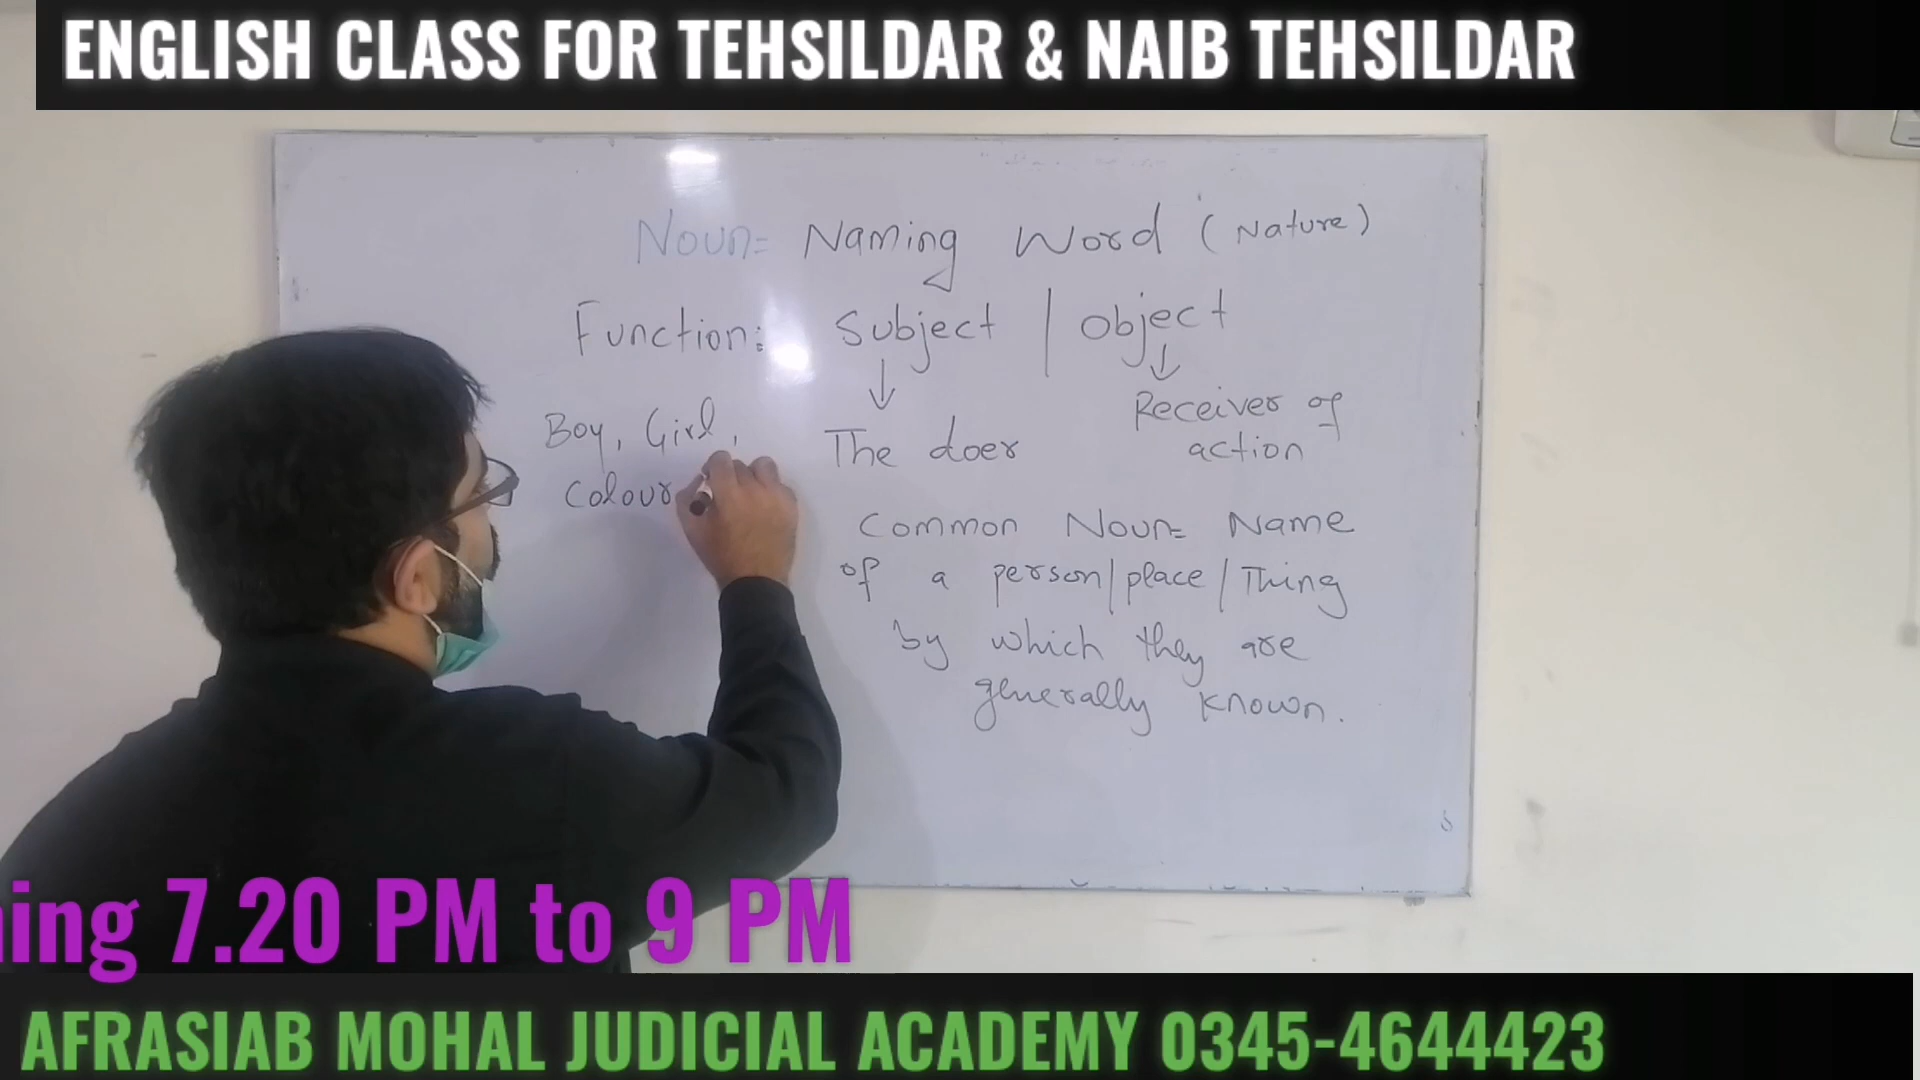 ENGLISH CLASS FOR TEHSILDAR & NAIB TEHSILDAR
Noun= Naming Word (Nature)
Function: Subject | Object
↓ ↓
Boy, Girl,
Colour
The doer
Receiver of
action
Common Noun= Name
of a person/place/Thing
by which they are
generally known.
ing 7.20 PM to 9 PM
AFRASIAB MOHAL JUDICIAL ACADEMY 0345-4644423